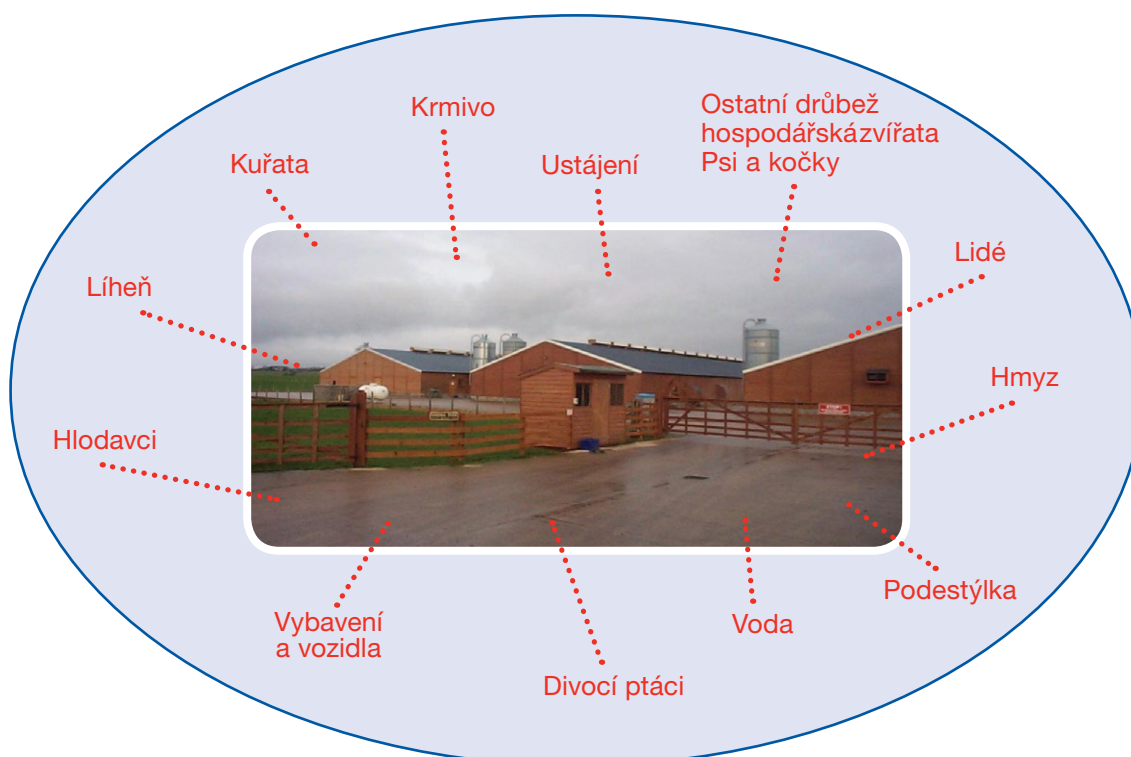 Krmivo
Ostatní drůbež
hospodářskázvířata
Psi a kočky
Kuřata
Ustájení
Lidé
Líheň
Hmyz
Hlodavci
Podestýlka
Vybavení
a vozidla
Voda
Divocí ptáci